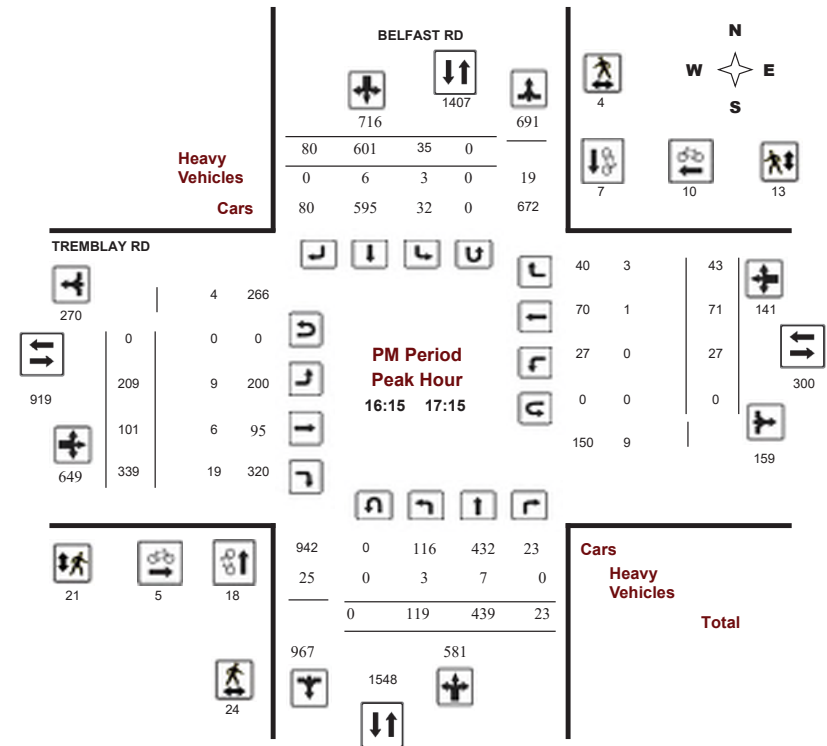 BELFAST RD
N
W E
S
1407
4
716 691
80 601 35 0
Heavy
Vehicles
0 6 3 0 19
Cars
80 595 32 0 672
7 10 13
TREMBLAY RD
270
4 266
40 3 43
141
0 0 0
70 1 71
919
209 9 200
PM Period
Peak Hour
16:15 17:15
27 0 27
300
0 0 0
101 6 95
649
339 19 320
150 9
159
942 0 116 432 23
Cars
25 0 3 7 0
Heavy
Vehicles
0 119 439 23
Total
21 5 18
967 581
1548
24